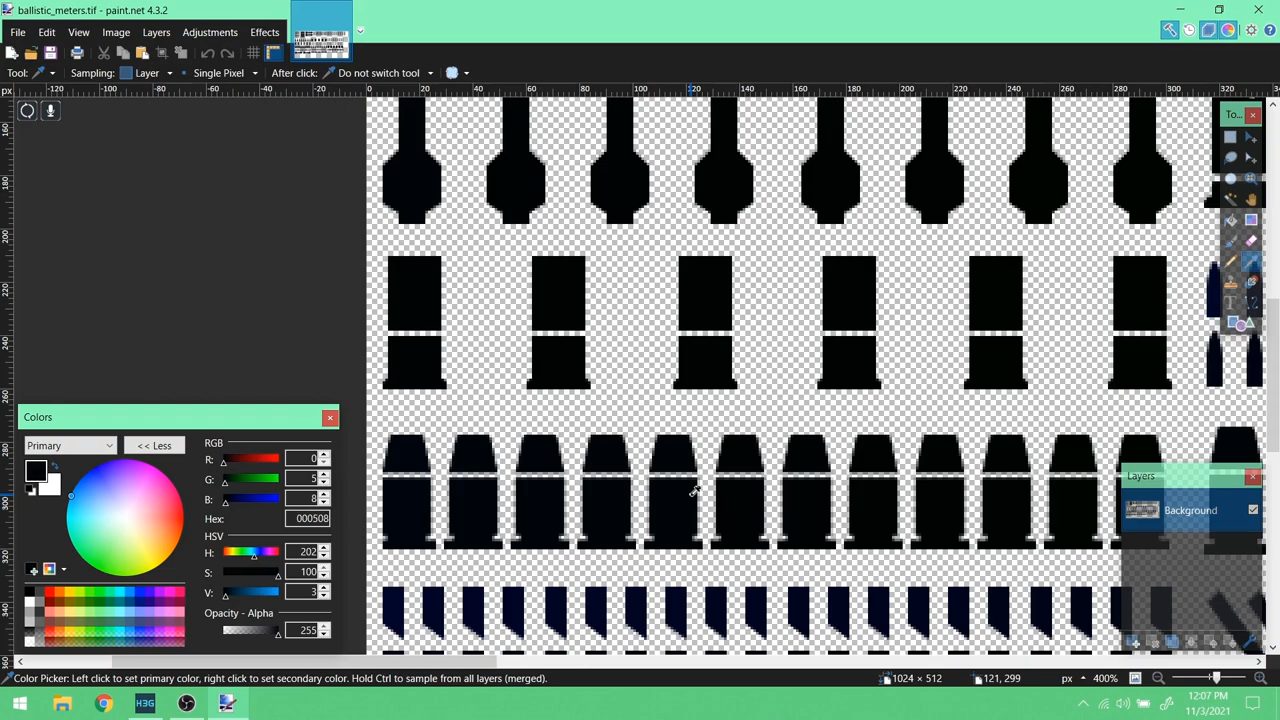 ballistic_meters.tif - paint.net 4.3.2
File Edit View Image Layers Adjustments Effects
Tool: Sampling: Layer Single Pixel After click: Do not switch tool
px -120 -100 -80 -60 -40 -20 0 20 40 60 80 100 120 140 160 180 200 220 240 260 280 300 320
160
180
200
220
240
260
280
300
320
340
360
To...
Colors
Primary << Less
RGB
R: 0
G: 5
B: 8
Hex: 000508
HSV
H: 202
S: 100
V: 3
Opacity - Alpha
255
Layers
Background
Color Picker: Left click to set primary color, right click to set secondary color. Hold Ctrl to sample from all layers (merged). 1024 × 512 121, 299 px 400%
H3G
12:07 PM
11/3/2021